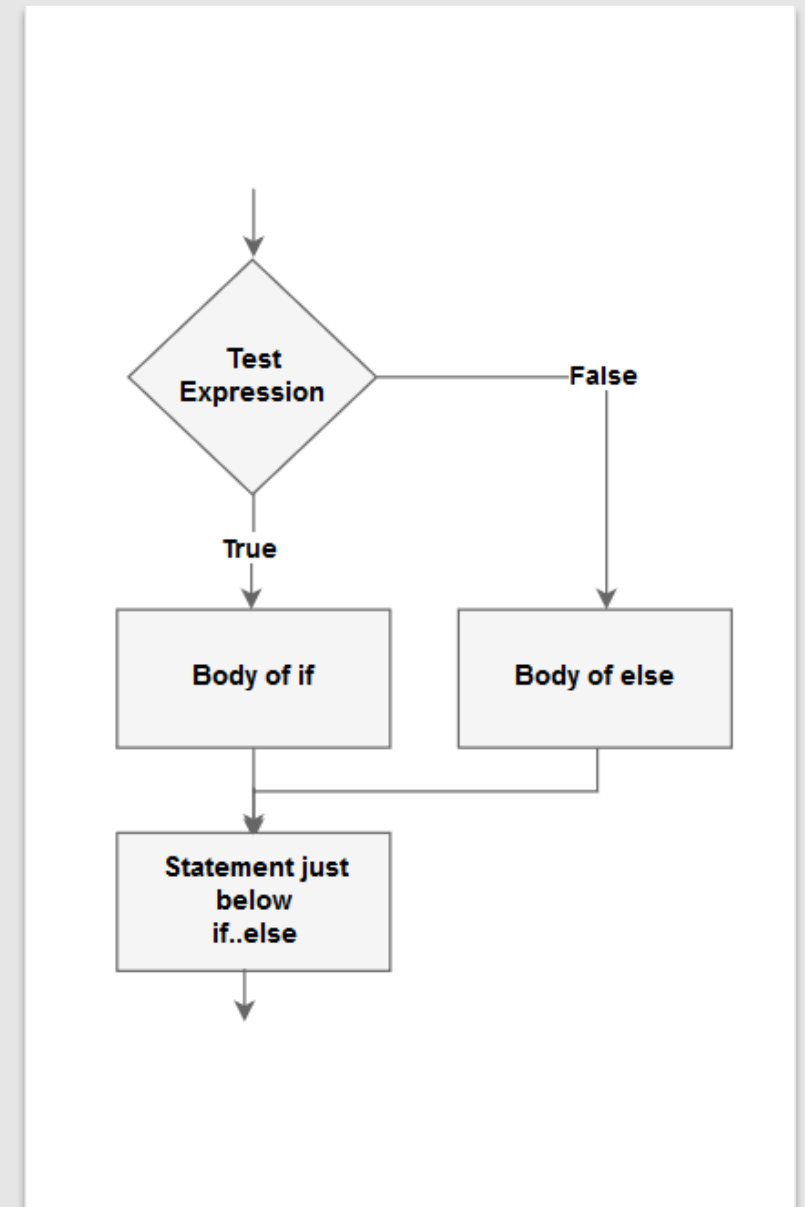 Test
Expression
False
True
Body of if
Body of else
Statement just
below
if..else